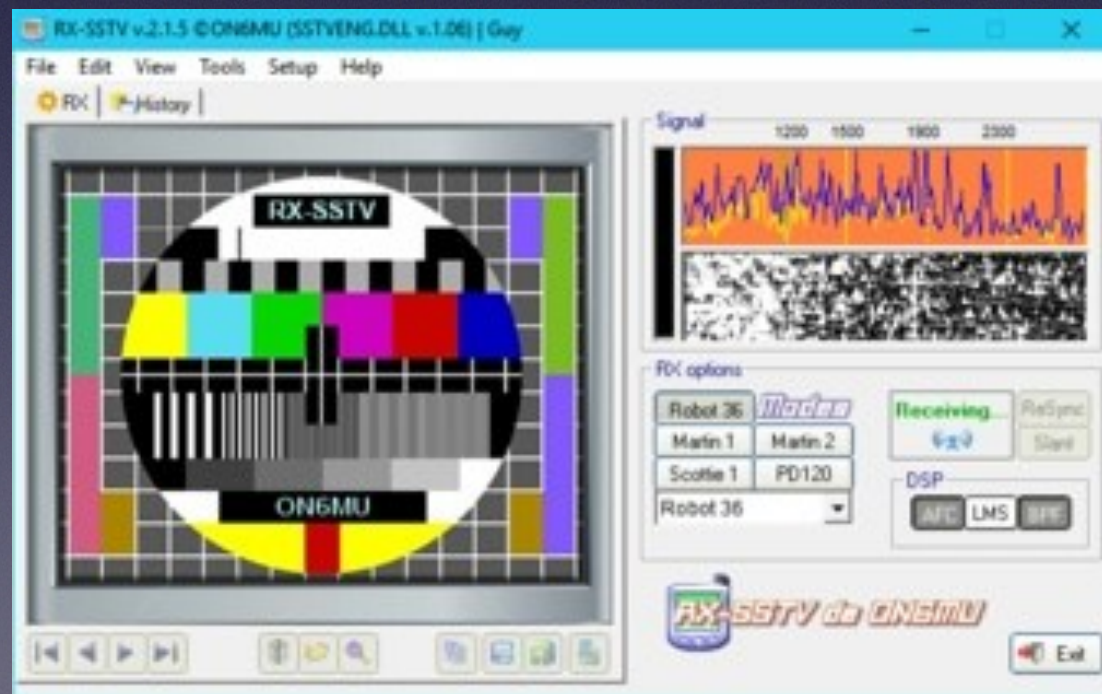 RX-SSTV v.2.1.5 ©ON6MU (SSTVENG.DLL v.1.06) | Guy
File Edit View Tools Setup Help
RX History
RX-SSTV
ON6MU
Signal
1200 1500 1900 2300
RX options
Robot 36 Modes
Martin 1 Martin 2
Scottie 1 PD120
Robot 36
Receiving...
ReSync
Slant
DSP
AFC LMS BPF
RX-SSTV de ON6MU
Exit